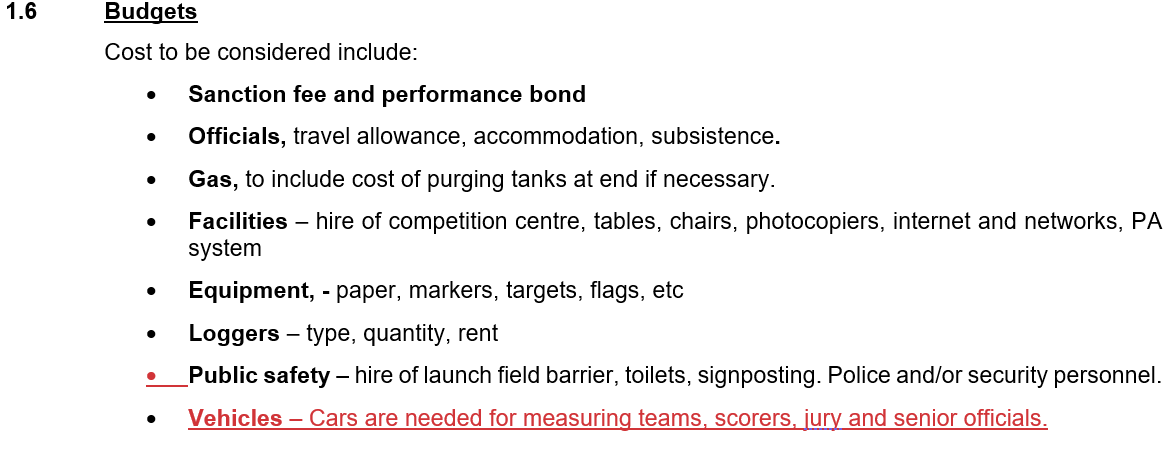 1.6 Budgets
Cost to be considered include:
• Sanction fee and performance bond
• Officials, travel allowance, accommodation, subsistence.
• Gas, to include cost of purging tanks at end if necessary.
• Facilities – hire of competition centre, tables, chairs, photocopiers, internet and networks, PA
system
• Equipment, - paper, markers, targets, flags, etc
• Loggers – type, quantity, rent
• Public safety – hire of launch field barrier, toilets, signposting. Police and/or security personnel.
• Vehicles – Cars are needed for measuring teams, scorers, jury and senior officials.